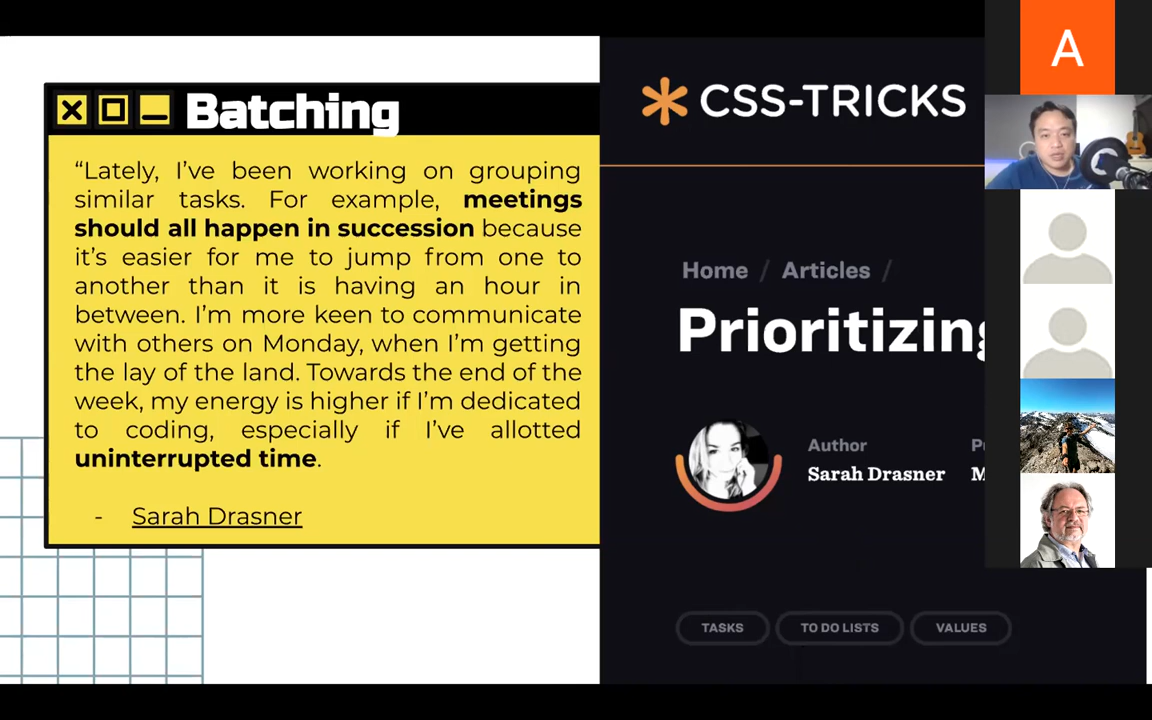 Batching
“Lately, I’ve been working on grouping
similar tasks. For example, meetings
should all happen in succession because
it’s easier for me to jump from one to
another than it is having an hour in
between. I’m more keen to communicate
with others on Monday, when I’m getting
the lay of the land. Towards the end of the
week, my energy is higher if I’m dedicated
to coding, especially if I’ve allotted
uninterrupted time.
- Sarah Drasner
CSS-TRICKS
Home / Articles /
Prioritizing
Author
Sarah Drasner
TASKS
TO DO LISTS
VALUES
A